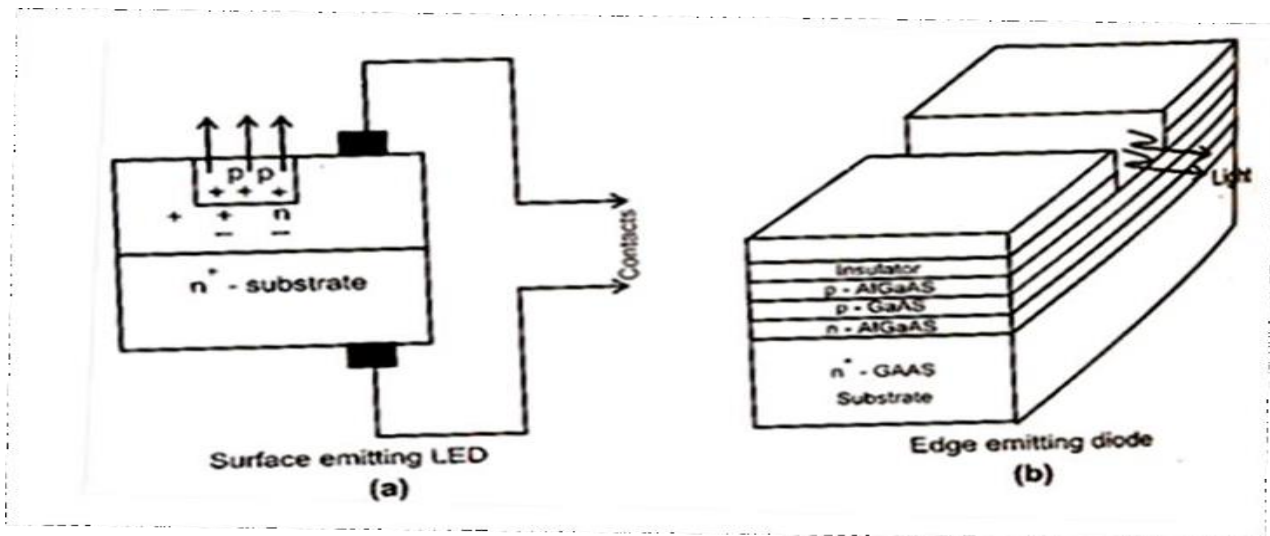 p p
+ + +
+ + n
− −
n+ - substrate
Contacts
Surface emitting LED
(a)
Light
Insulator
p - AlGaAS
p - GaAS
n - AlGaAS
n+ - GAAS
Substrate
Edge emitting diode
(b)